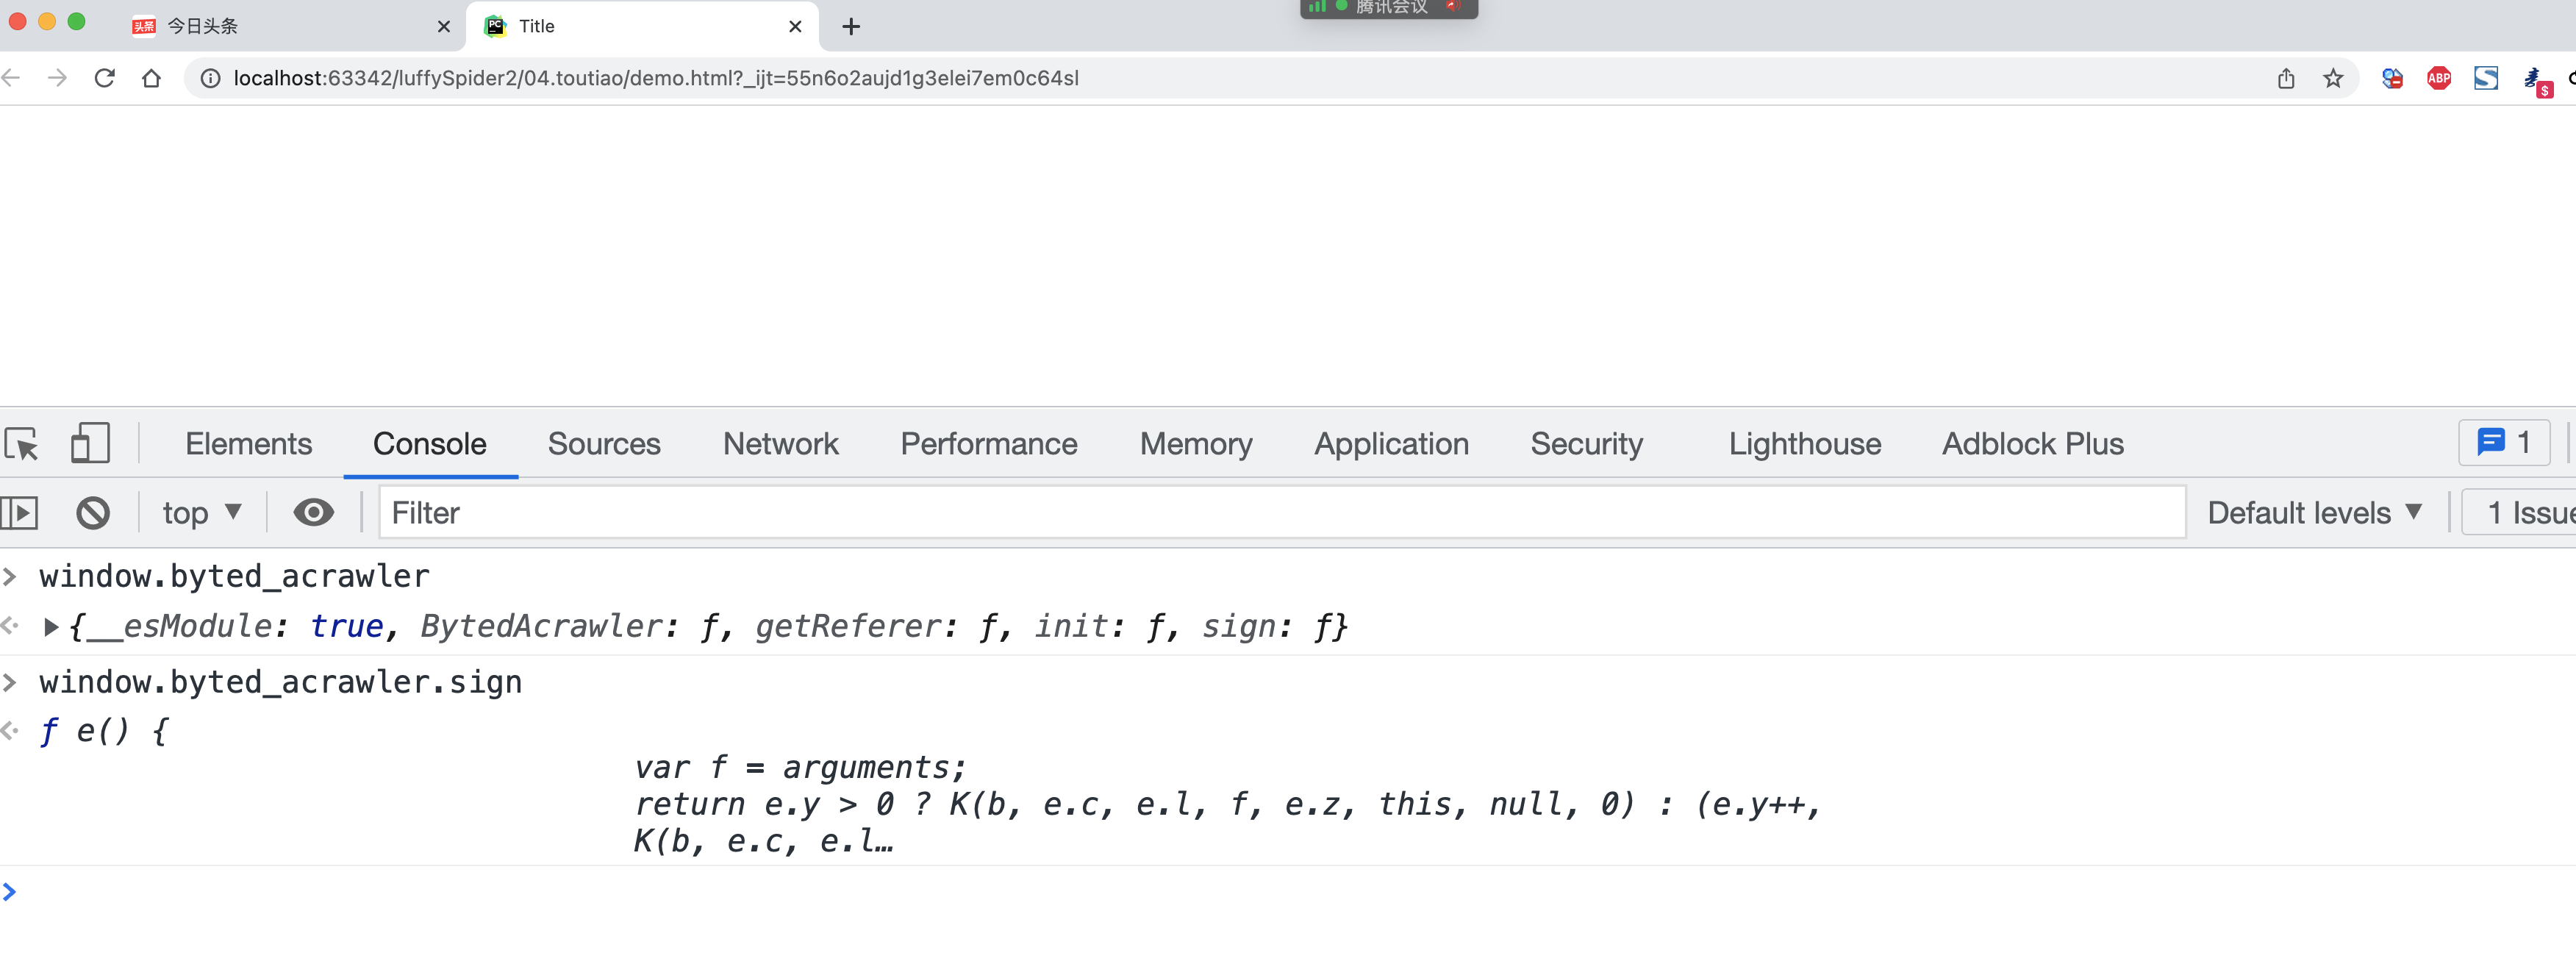 腾讯会议
头条 今日头条
PC Title
localhost:63342/luffySpider2/04.toutiao/demo.html?_ijt=55n6o2aujd1g3elei7em0c64sl
ABP S $
Elements Console Sources Network Performance Memory Application Security Lighthouse Adblock Plus 1
top Filter Default levels 1 Issue
> window.byted_acrawler
{__esModule: true, BytedAcrawler: ƒ, getReferer: ƒ, init: ƒ, sign: ƒ}
> window.byted_acrawler.sign
ƒ e() {
var f = arguments;
return e.y > 0 ? K(b, e.c, e.l, f, e.z, this, null, 0) : (e.y++,
K(b, e.c, e.l…
>